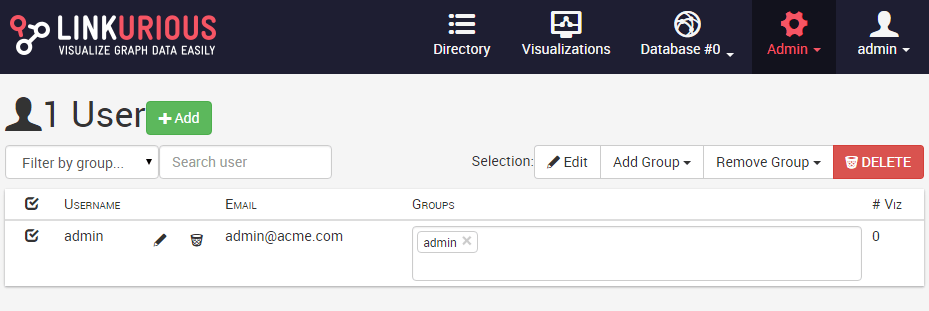 LINKURIOUS
VISUALIZE GRAPH DATA EASILY
Directory
Visualizations
Database #0
Admin
admin
1 User
Add
Filter by group...
Search user
Selection:
Edit
Add Group
Remove Group
DELETE
Username
Email
Groups
# Viz
admin
admin@acme.com
admin ×
0